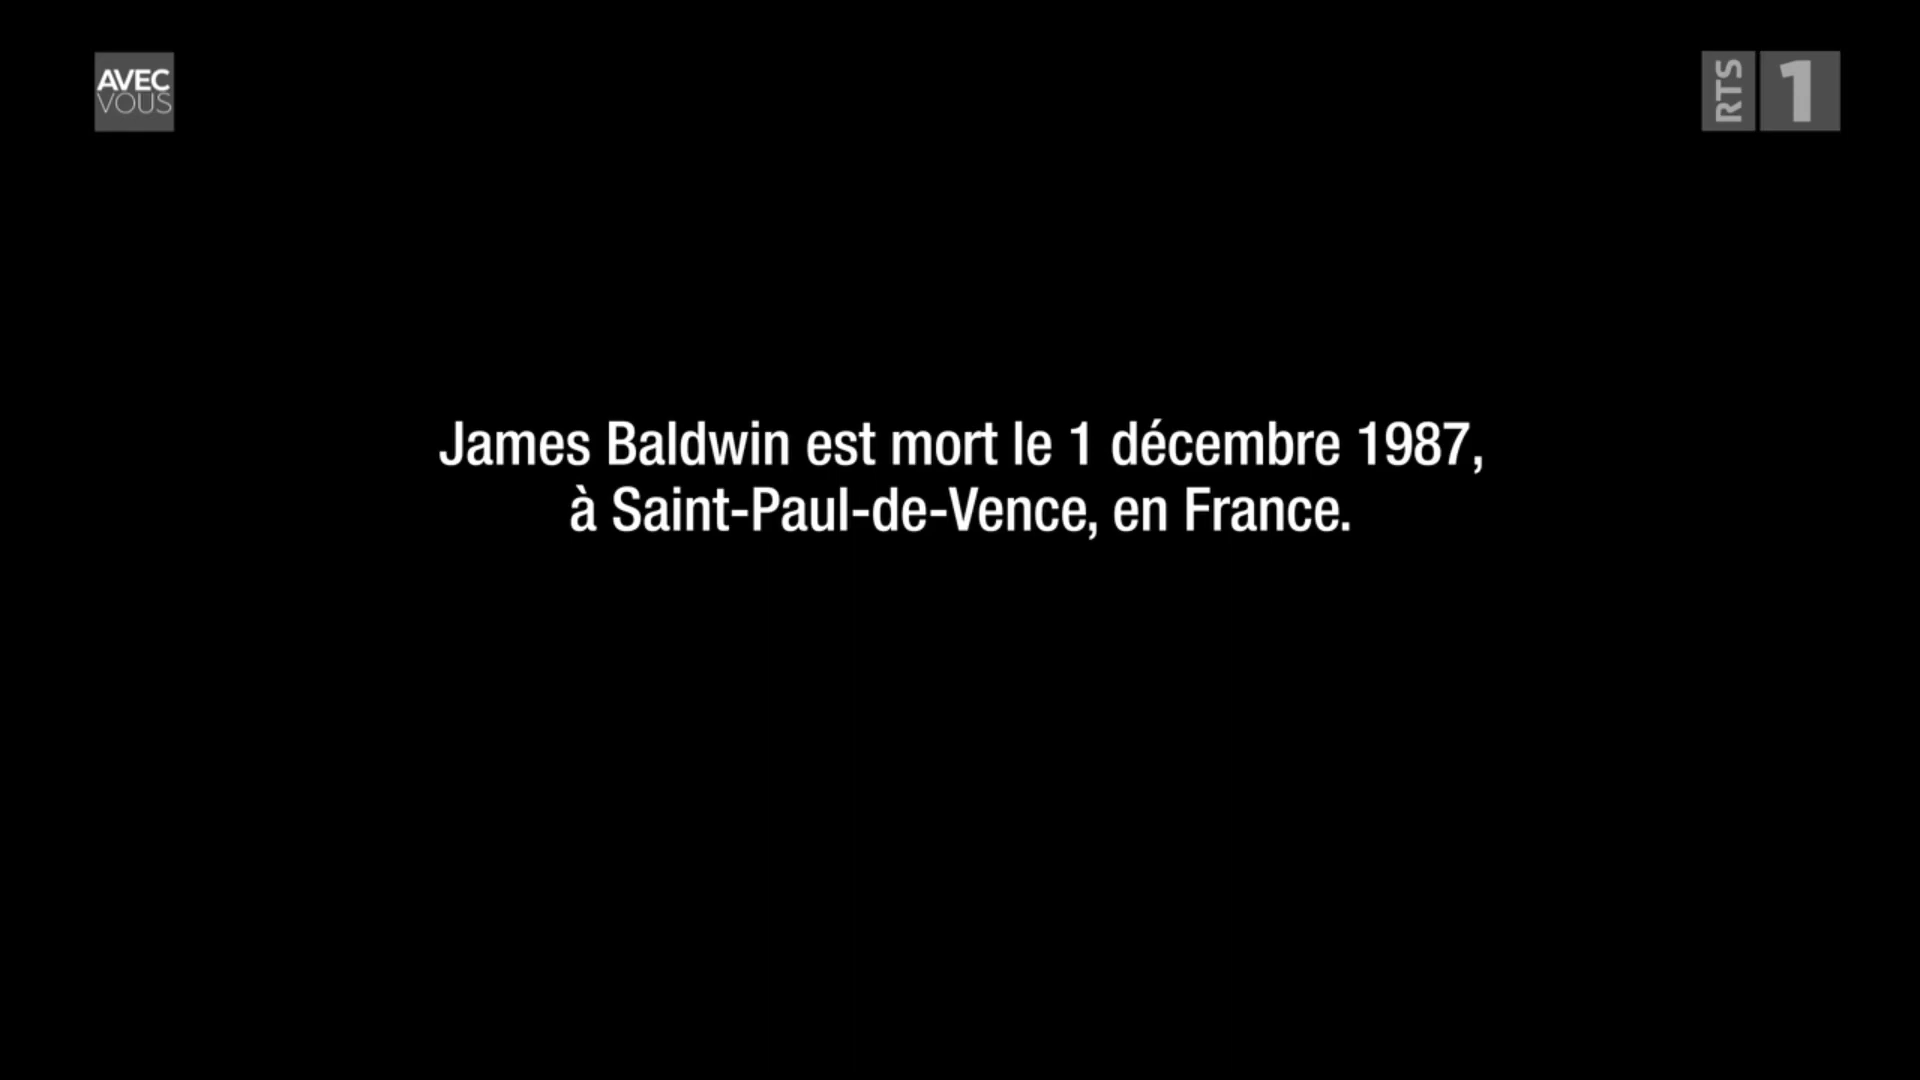 AVEC
VOUS
RTS 1
James Baldwin est mort le 1 décembre 1987,
à Saint-Paul-de-Vence, en France.